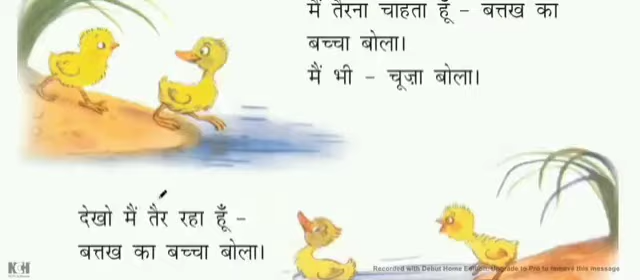 मैं तैरना चाहता हूँ – बत्तख का
बच्चा बोला।
मैं भी – चूज़ा बोला।
देखो मैं तैर रहा हूँ –
बत्तख का बच्चा बोला।
Recorded with Debut Home Edition. Upgrade to Pro to remove this message